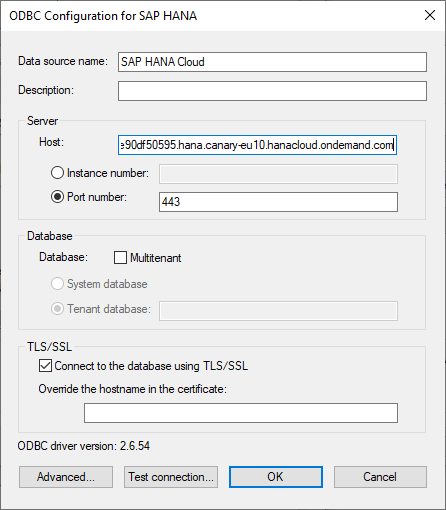 ODBC Configuration for SAP HANA
Data source name: SAP HANA Cloud
Description:
Server
Host: e90df50595.hana.canary-eu10.hanacloud.ondemand.com
Instance number:
Port number: 443
Database
Database: Multitenant
System database
Tenant database:
TLS/SSL
Connect to the database using TLS/SSL
Override the hostname in the certificate:
ODBC driver version: 2.6.54
Advanced... Test connection... OK Cancel